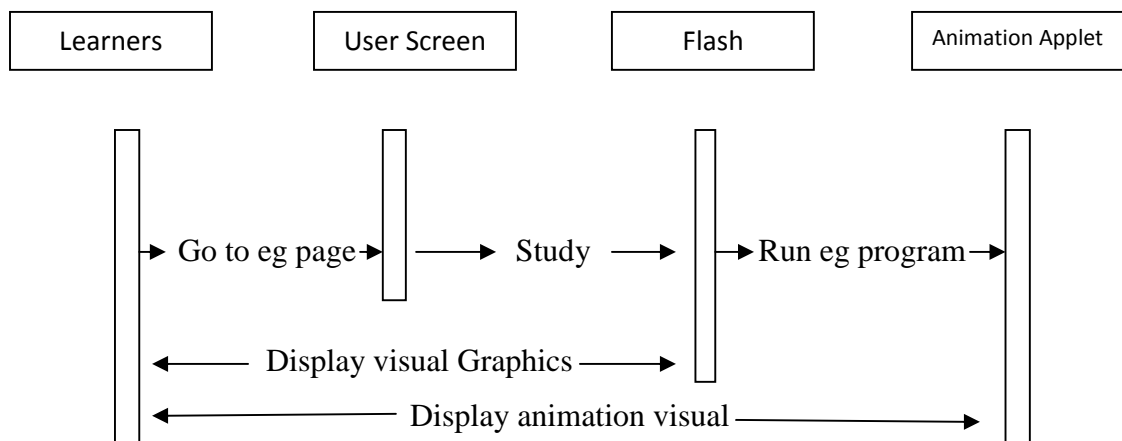 Learners User Screen Flash Animation Applet
Go to eg page Study Run eg program
Display visual Graphics
Display animation visual